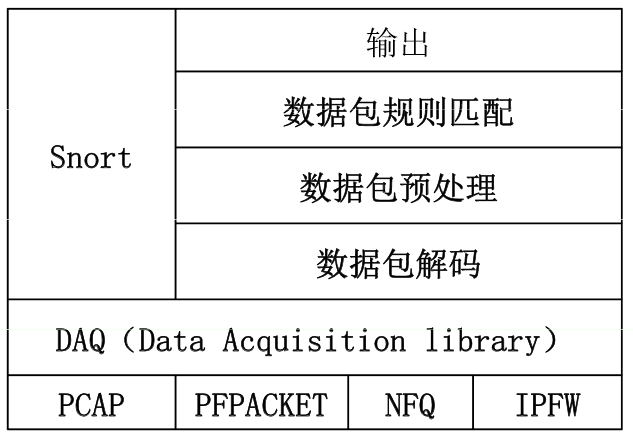 输出
数据包规则匹配
Snort
数据包预处理
数据包解码
DAQ（Data Acquisition library）
PCAP
PFPACKET
NFQ
IPFW